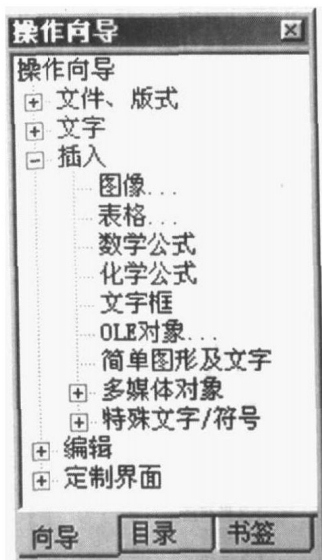 操作向导
操作向导
文件、版式
文字
插入
图像...
表格...
数学公式
化学公式
文字框
OLE对象...
简单图形及文字
多媒体对象
特殊文字/符号
编辑
定制界面
向导 目录 书签